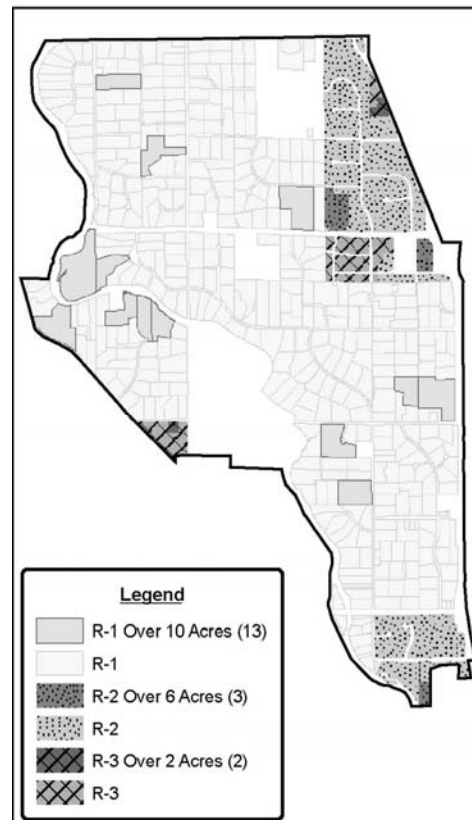 Legend
R-1 Over 10 Acres (13)
R-1
R-2 Over 6 Acres (3)
R-2
R-3 Over 2 Acres (2)
R-3